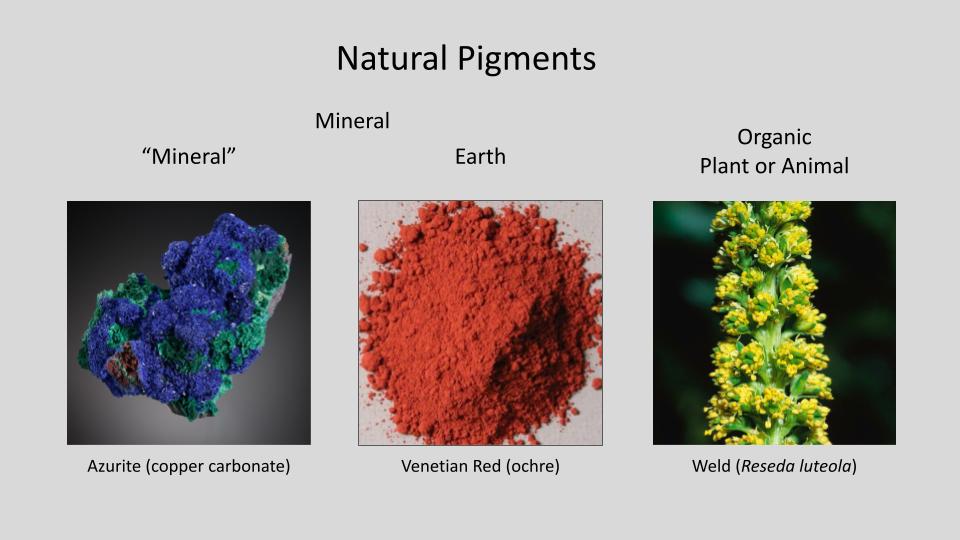 Natural Pigments
Mineral
“Mineral”
Earth
Organic
Plant or Animal
Azurite (copper carbonate)
Venetian Red (ochre)
Weld (Reseda luteola)